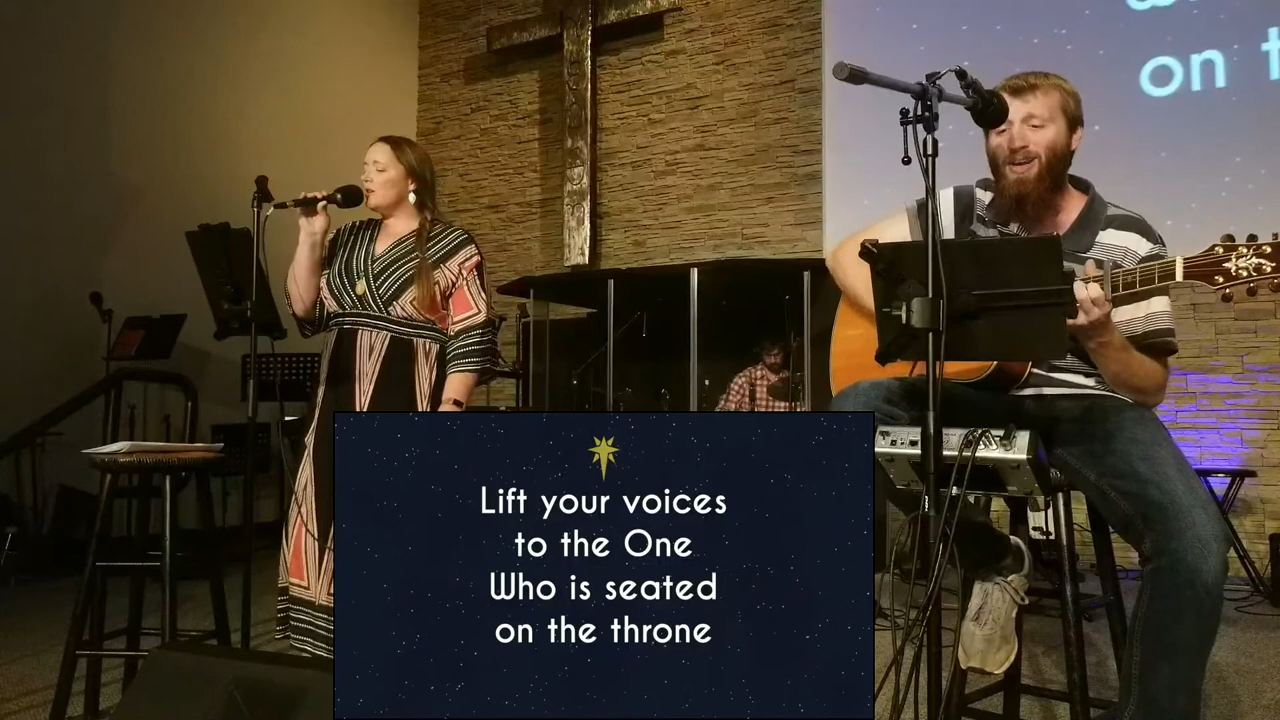 on
Lift your voices
to the One
Who is seated
on the throne